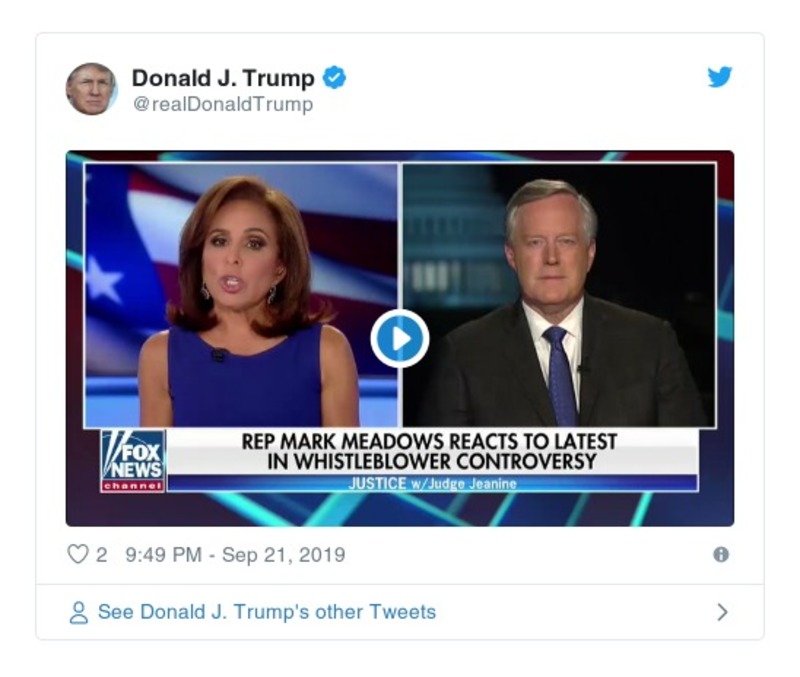 Donald J. Trump
@realDonaldTrump
REP MARK MEADOWS REACTS TO LATEST
IN WHISTLEBLOWER CONTROVERSY
FOX
NEWS
channel
JUSTICE w/Judge Jeanine
2 9:49 PM - Sep 21, 2019
See Donald J. Trump's other Tweets